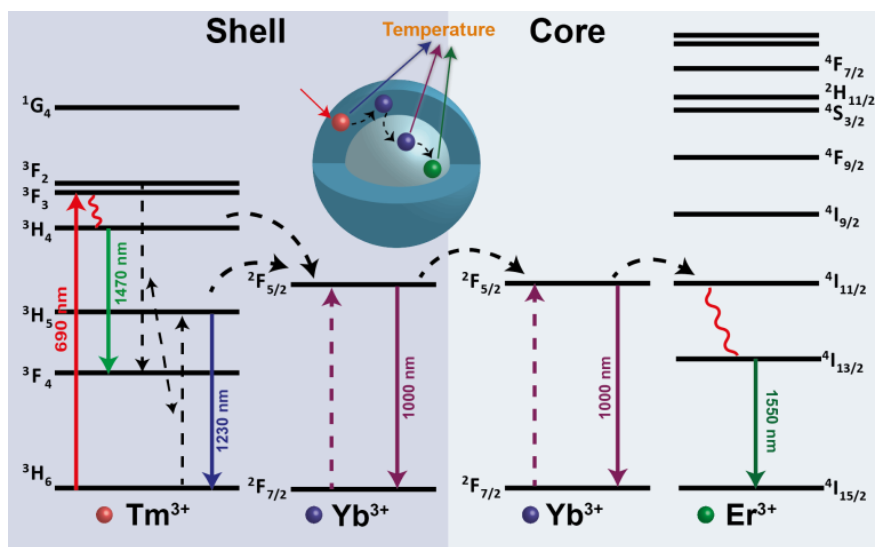 Shell
Temperature
Core
¹G₄
³F₂
³F₃
³H₄
³H₅
³F₄
³H₆
690 nm
1470 nm
1230 nm
²F₅/₂
²F₇/₂
1000 nm
²F₅/₂
²F₇/₂
1000 nm
⁴F₇/₂
²H₁₁/₂
⁴S₃/₂
⁴F₉/₂
⁴I₉/₂
⁴I₁₁/₂
⁴I₁₃/₂
⁴I₁₅/₂
1550 nm
Tm³⁺
Yb³⁺
Yb³⁺
Er³⁺